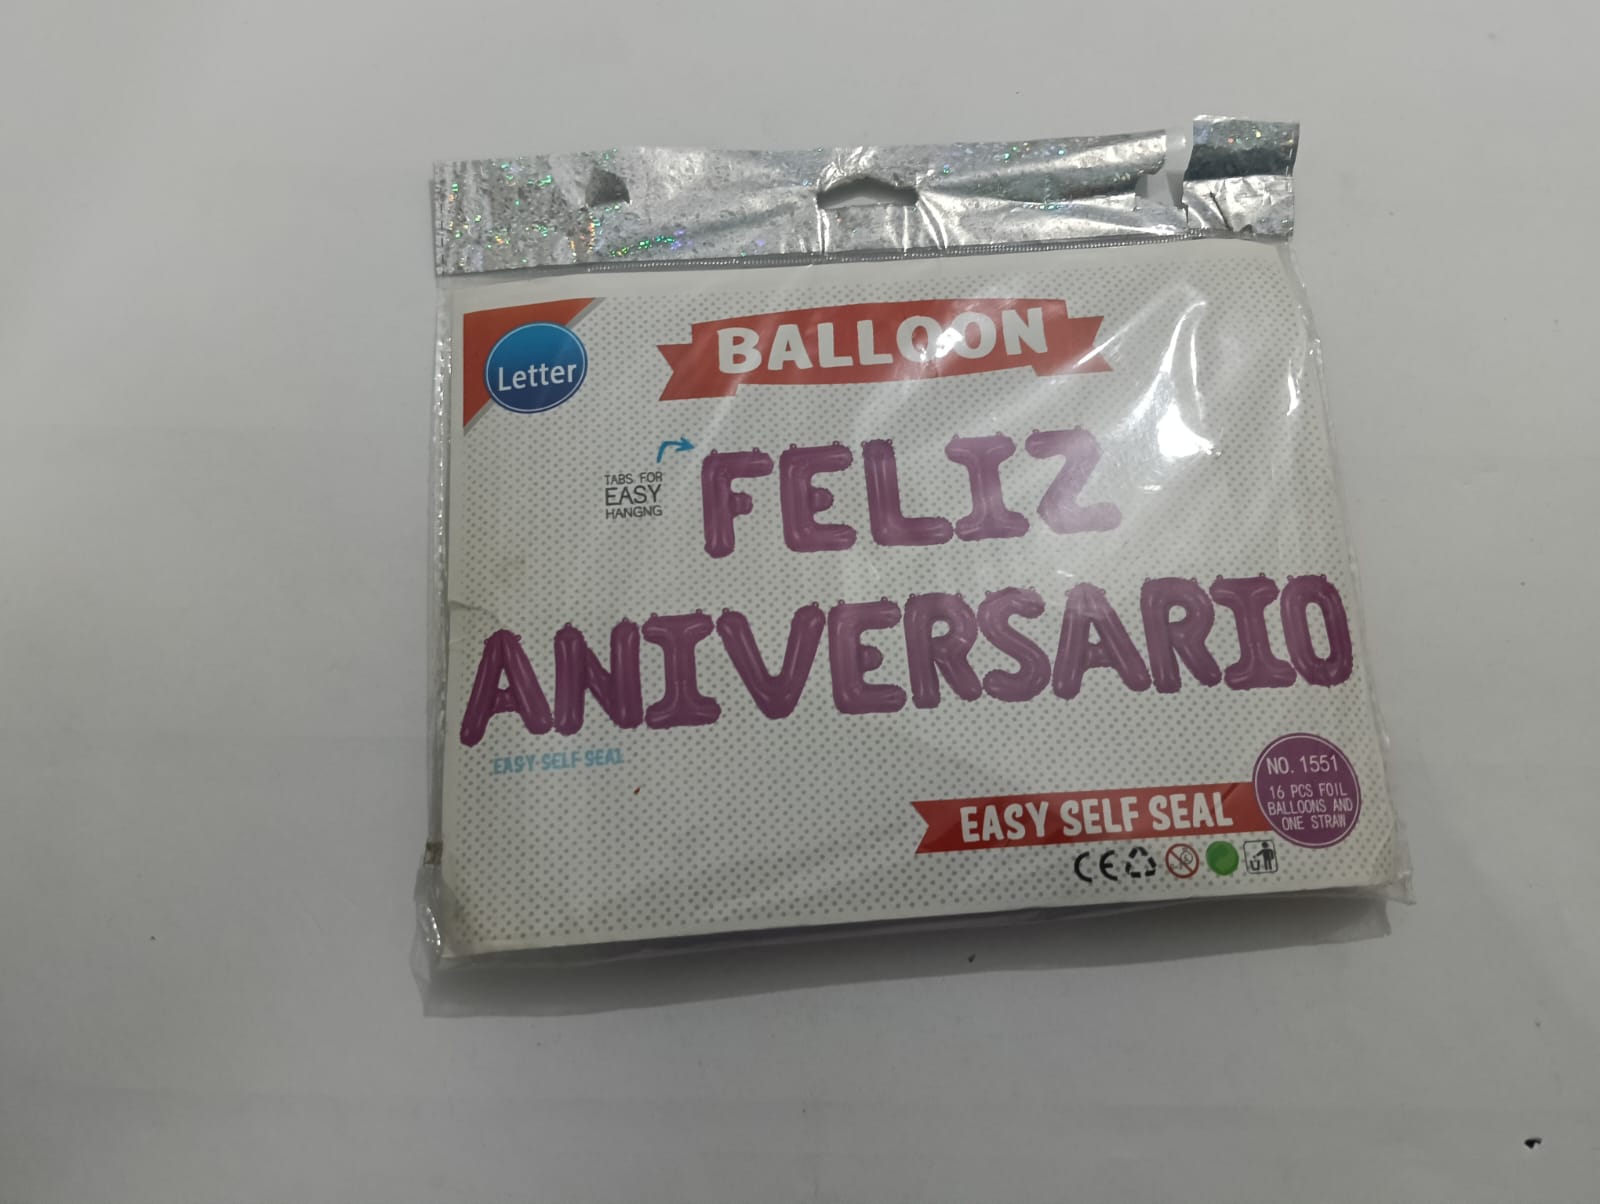 BALLOON
Letter
TABS FOR
EASY
HANGNG
FELIZ
ANIVERSARIO
EASY SELF SEAL
NO. 1551
16 PCS FOIL
BALLOONS AND
ONE STRAW
EASY SELF SEAL
CE